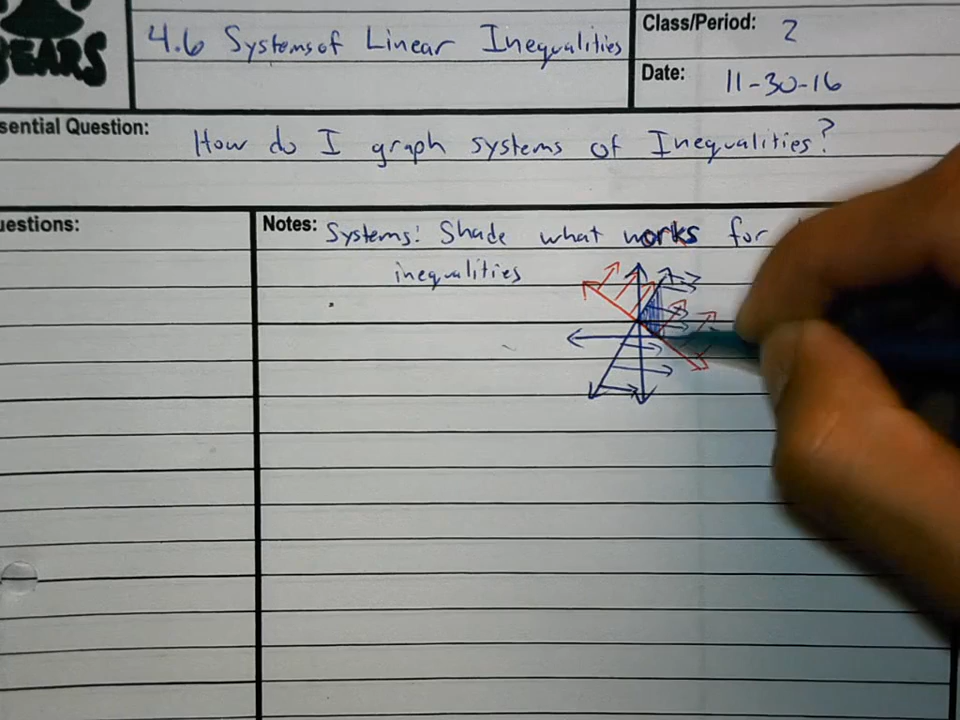 4.6 Systems of Linear Inequalities
Class/Period: 2
BEARS
Date: 11-30-16
sential Question: How do I graph systems of Inequalities?
uestions:
Notes: Systems: Shade what works for
inequalities